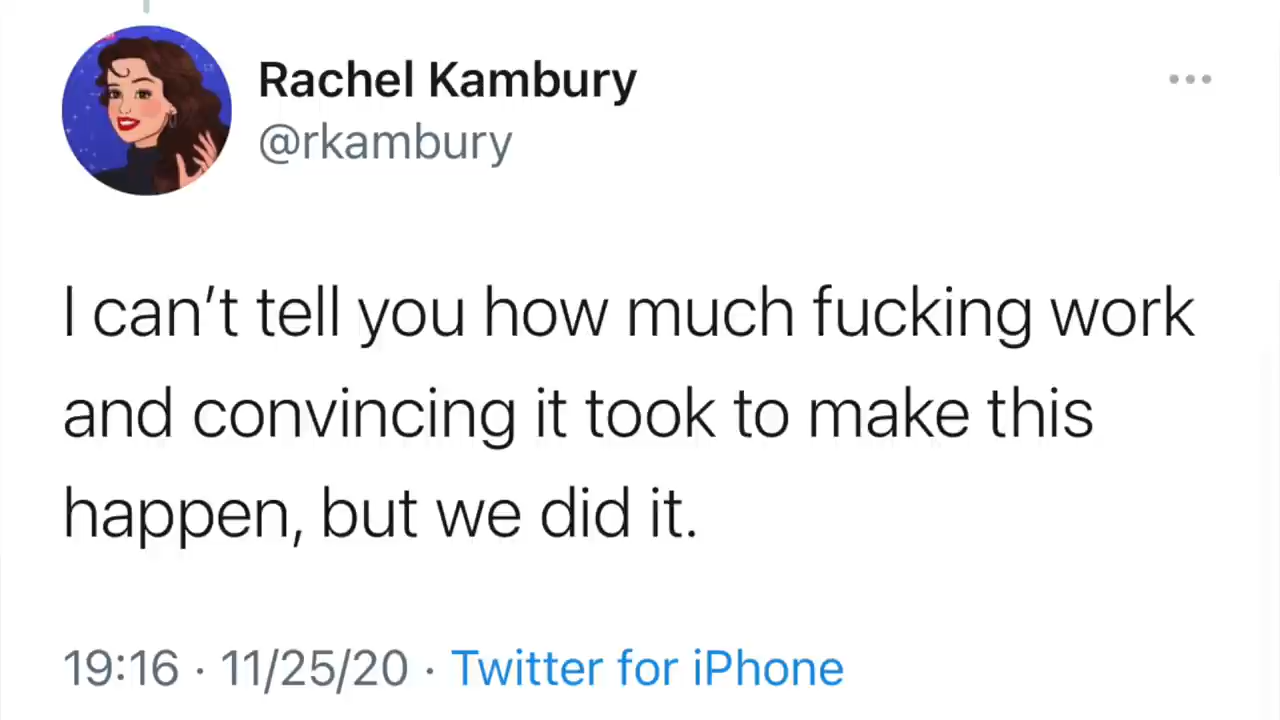 Rachel Kambury
@rkambury
I can’t tell you how much fucking work
and convincing it took to make this
happen, but we did it.
19:16 · 11/25/20 · Twitter for iPhone